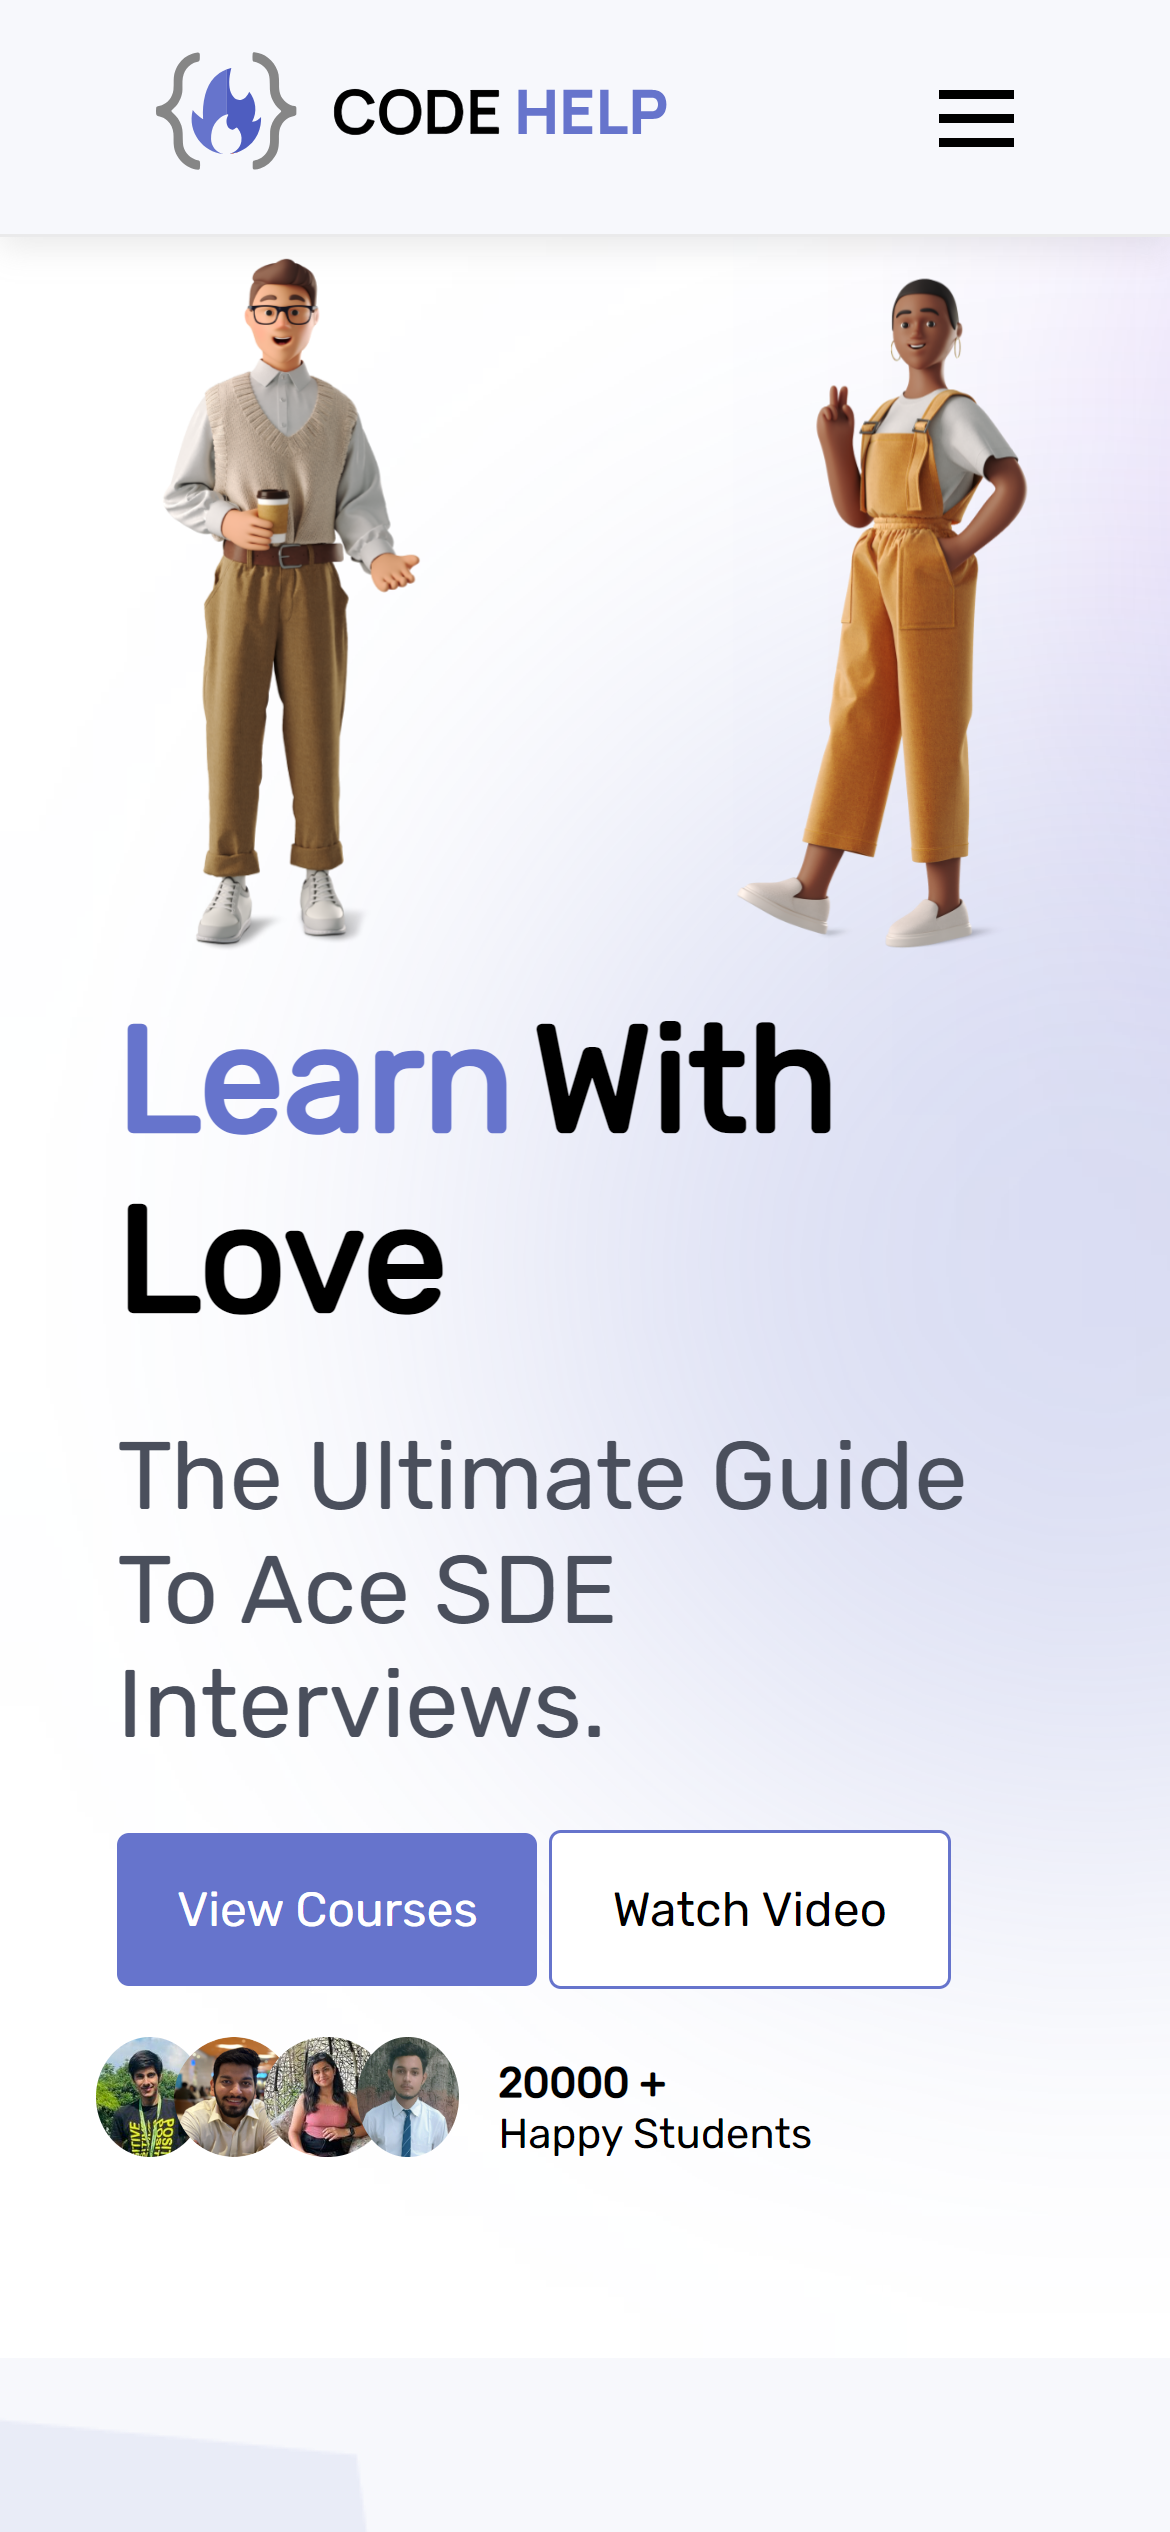 CODE HELP
Learn With
Love
The Ultimate Guide
To Ace SDE
Interviews.
View Courses
Watch Video
20000 +
Happy Students